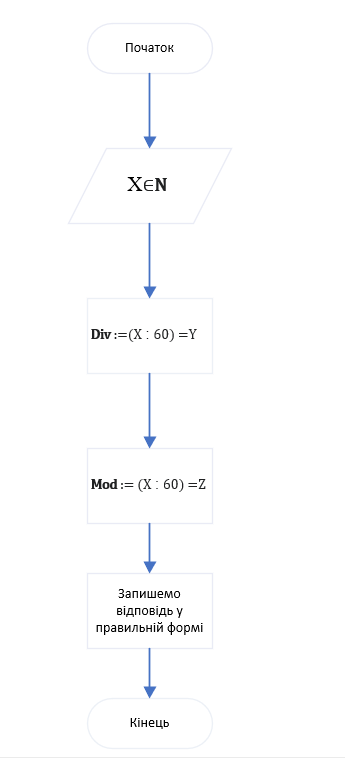 Початок
X∈N
Div :=(X : 60) =Y
Mod := (X : 60) =Z
Запишемо
відповідь у
правильній формі
Кінець